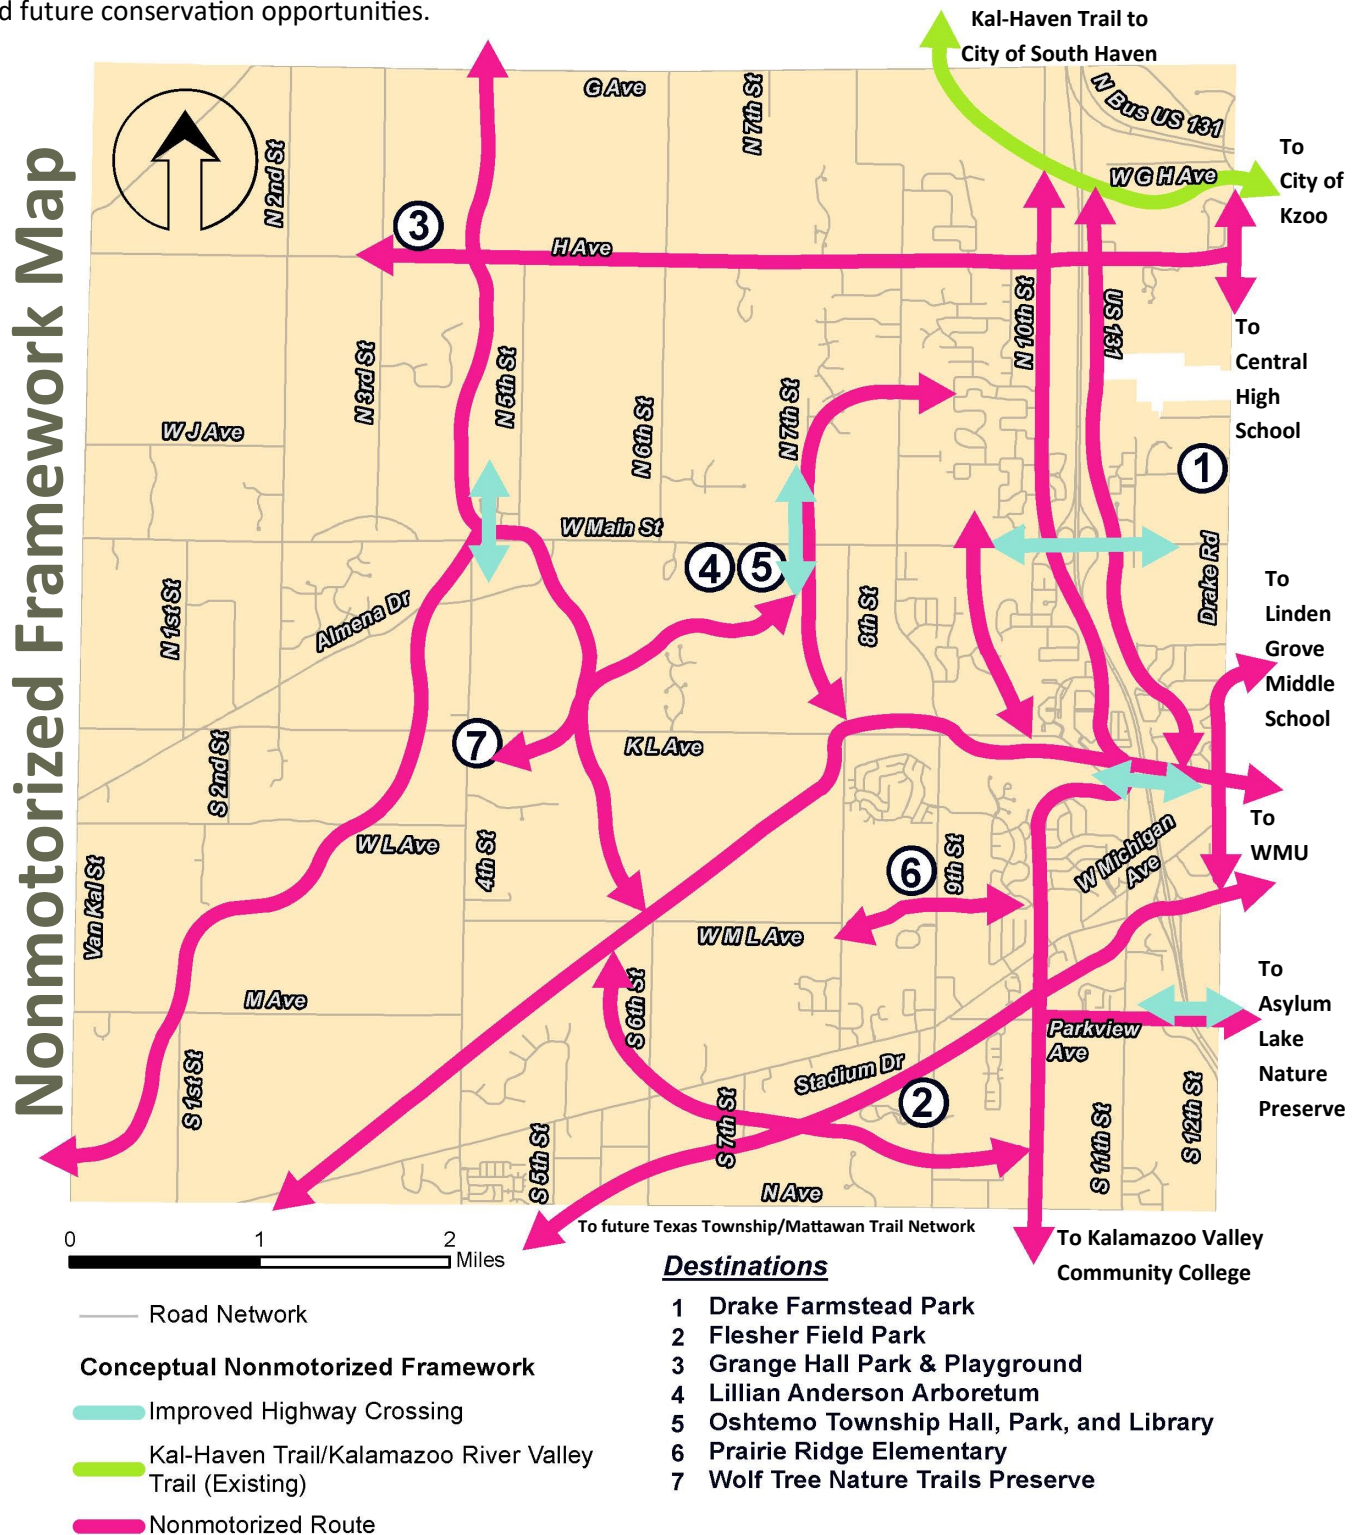 d future conservation opportunities.
Nonmotorized Framework Map
Kal-Haven Trail to
City of South Haven
G Ave
N 7th St
N Bus US 131
N 2nd St
W G H Ave
To
City of
Kzoo
3
H Ave
N 10th St
US 131
To
Central
High
School
N 3rd St
N 5th St
N 6th St
N 7th St
W J Ave
1
W Main St
4
5
Drake Rd
N 1st St
Almena Dr
8th St
To
Linden
Grove
Middle
School
7
K L Ave
S 2nd St
To
WMU
W L Ave
4th St
6
9th St
W Michigan
Ave
Van Kal St
W M L Ave
M Ave
S 6th St
To
Asylum
Lake
Nature
Preserve
Parkview
Ave
S 1st St
Stadium Dr
2
S 7th St
S 5th St
S 11th St
S 12th St
N Ave
To future Texas Township/Mattawan Trail Network
To Kalamazoo Valley
Community College
0 1 2
Miles
Road Network
Conceptual Nonmotorized Framework
Improved Highway Crossing
Kal-Haven Trail/Kalamazoo River Valley
Trail (Existing)
Nonmotorized Route
Destinations
1 Drake Farmstead Park
2 Flesher Field Park
3 Grange Hall Park & Playground
4 Lillian Anderson Arboretum
5 Oshtemo Township Hall, Park, and Library
6 Prairie Ridge Elementary
7 Wolf Tree Nature Trails Preserve